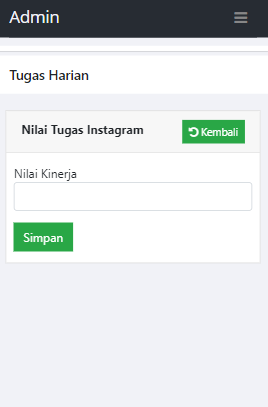 Admin
Tugas Harian
Nilai Tugas Instagram
Kembali
Nilai Kinerja
Simpan